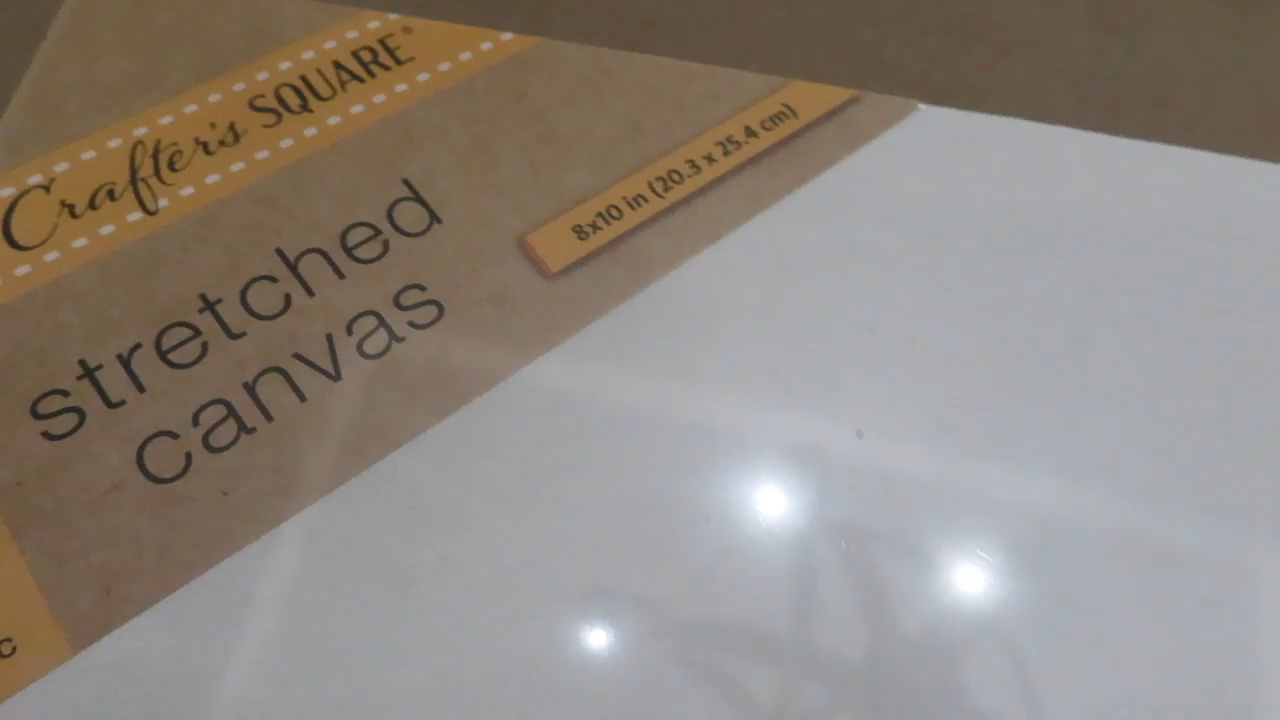 Crafter's SQUARE
stretched
canvas
8x10 in (20.3 x 25.4 cm)
c